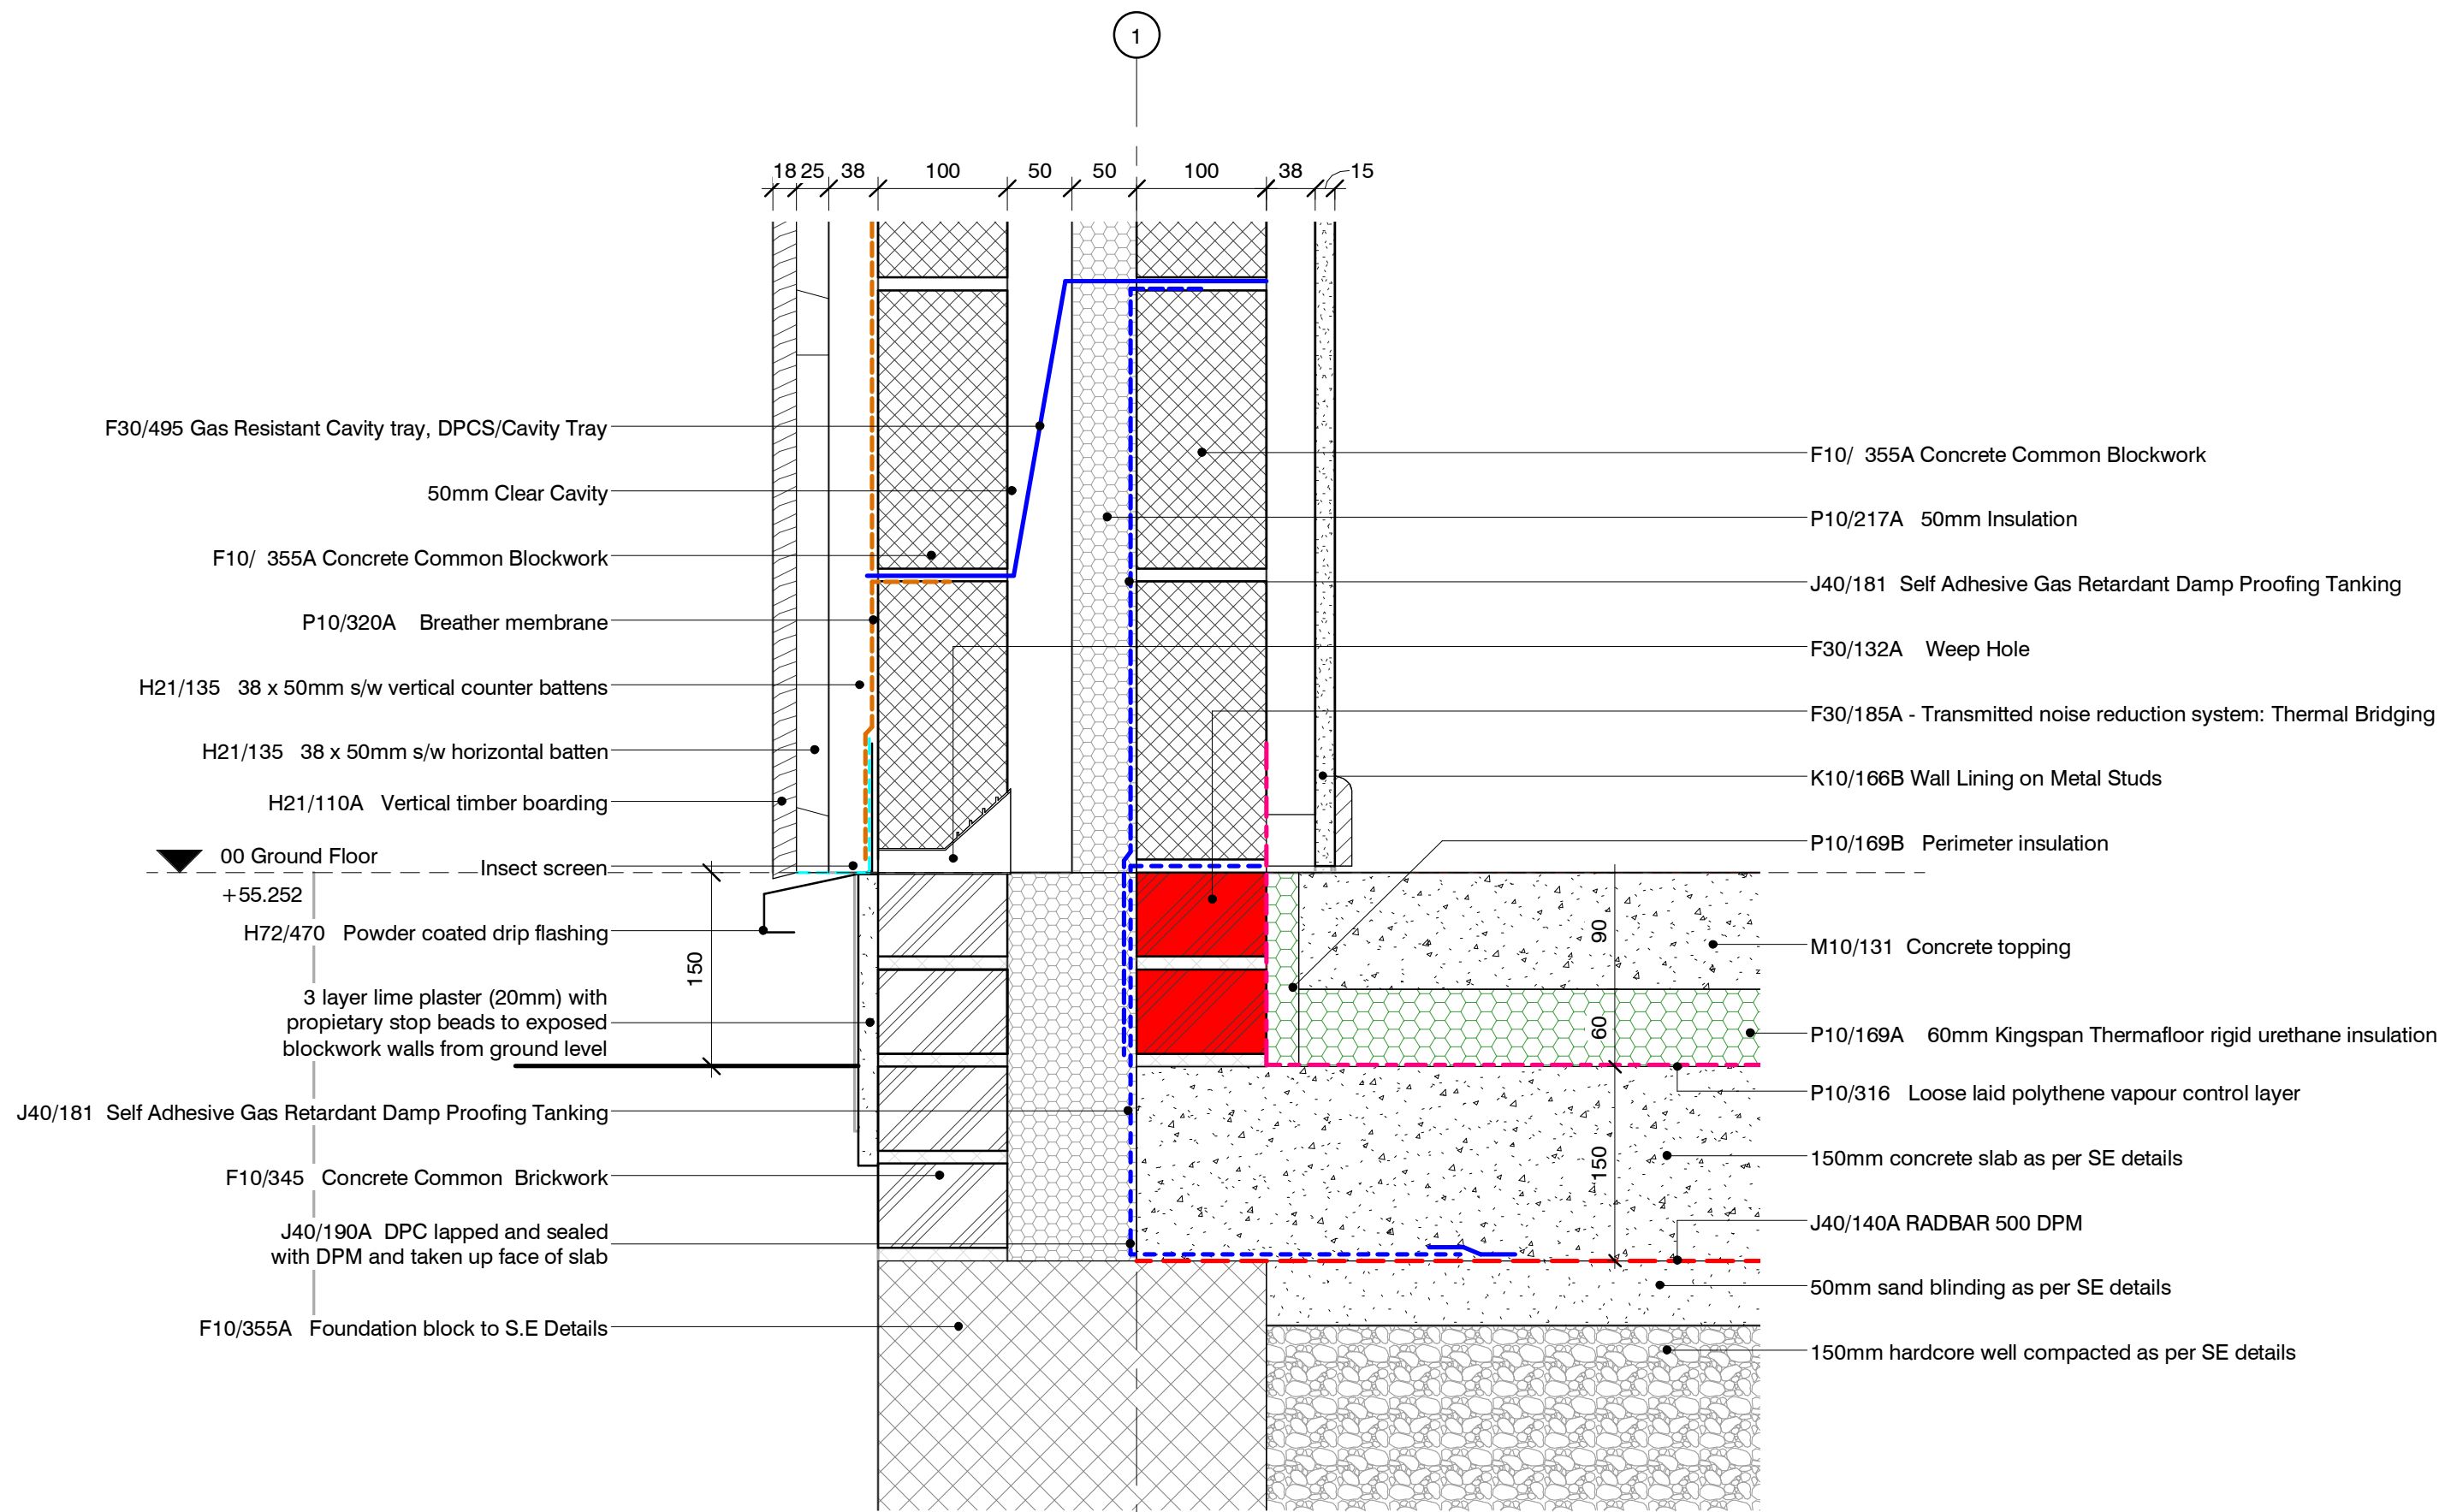 1
18 25 38 100 50 50 100 38 15
F30/495 Gas Resistant Cavity tray, DPCS/Cavity Tray
50mm Clear Cavity
F10/ 355A Concrete Common Blockwork
P10/320A Breather membrane
H21/135 38 x 50mm s/w vertical counter battens
H21/135 38 x 50mm s/w horizontal batten
H21/110A Vertical timber boarding
00 Ground Floor
+55.252
Insect screen
H72/470 Powder coated drip flashing
150
3 layer lime plaster (20mm) with
propietary stop beads to exposed
blockwork walls from ground level
J40/181 Self Adhesive Gas Retardant Damp Proofing Tanking
F10/345 Concrete Common Brickwork
J40/190A DPC lapped and sealed
with DPM and taken up face of slab
F10/355A Foundation block to S.E Details
F10/ 355A Concrete Common Blockwork
P10/217A 50mm Insulation
J40/181 Self Adhesive Gas Retardant Damp Proofing Tanking
F30/132A Weep Hole
F30/185A - Transmitted noise reduction system: Thermal Bridging
K10/166B Wall Lining on Metal Studs
P10/169B Perimeter insulation
90
M10/131 Concrete topping
60
P10/169A 60mm Kingspan Thermafloor rigid urethane insulation
P10/316 Loose laid polythene vapour control layer
150
150mm concrete slab as per SE details
J40/140A RADBAR 500 DPM
50mm sand blinding as per SE details
150mm hardcore well compacted as per SE details